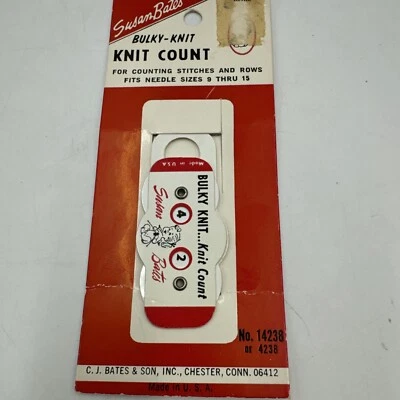 Susan Bates
BULKY-KNIT
KNIT COUNT
FOR COUNTING STITCHES AND ROWS
FITS NEEDLE SIZES 9 THRU 15
Made in U.S.A.
BULKY KNIT...Knit Count
4 2
Susan Bates
No. 14238
OR 4238
C. J. BATES & SON, INC., CHESTER, CONN. 06412
Made in U. S. A.